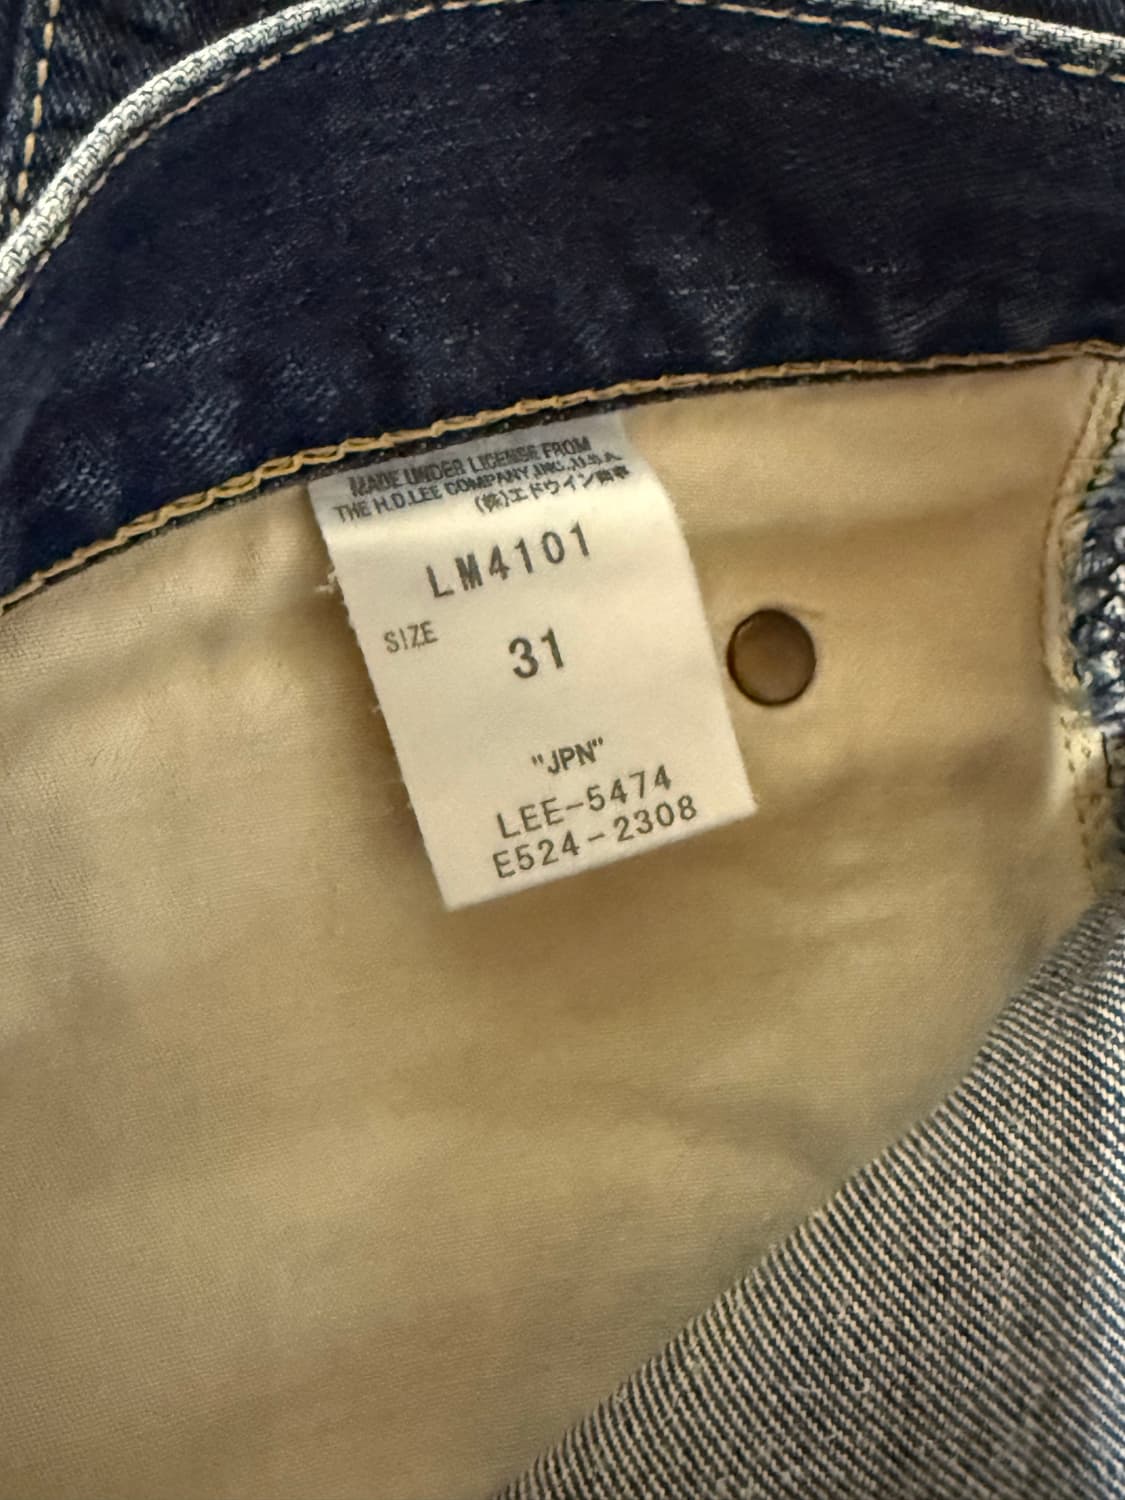 MADE UNDER LICENSE FROM
THE H.D.LEE COMPANY,INC.,U.S.A.
(株)エドウイン商事
LM4101
SIZE
31
"JPN"
LEE-5474
E524-2308